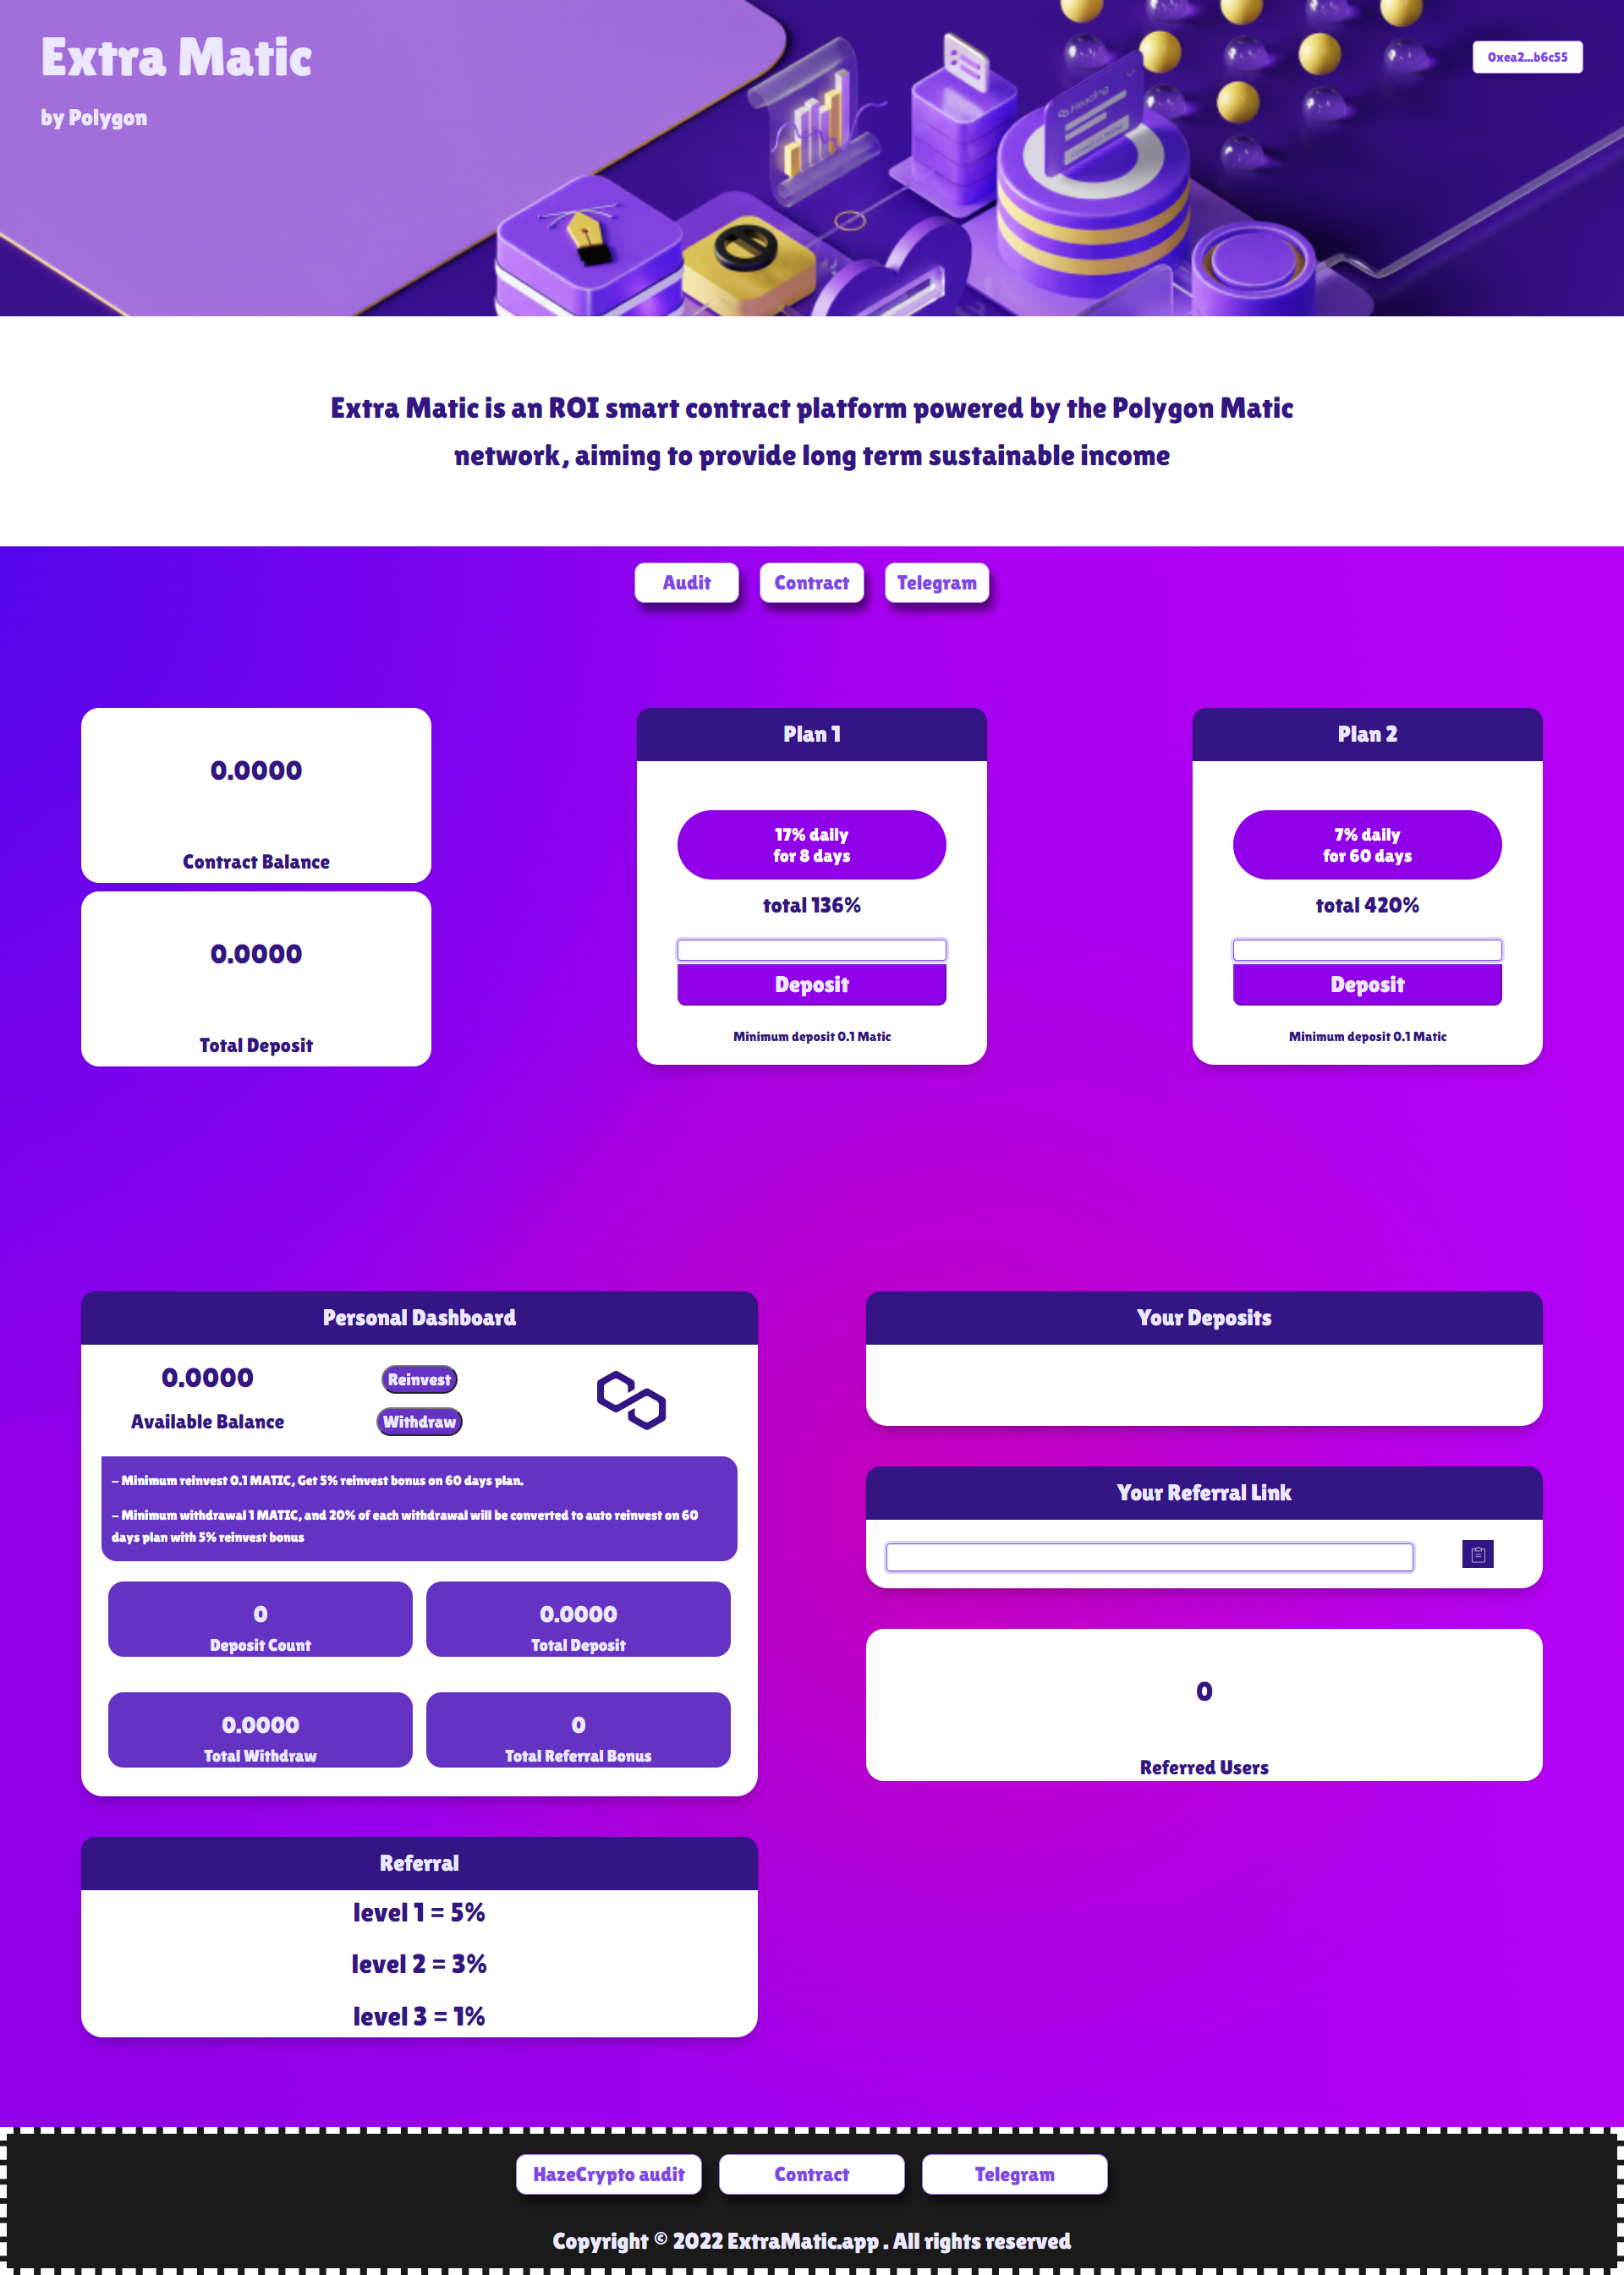 Extra Matic
by Polygon
0xea2...b6c55
Heading
Extra Matic is an ROI smart contract platform powered by the Polygon Matic
network, aiming to provide long term sustainable income
Audit
Contract
Telegram
0.0000
Contract Balance
0.0000
Total Deposit
Plan 1
17% daily
for 8 days
total 136%
Deposit
Minimum deposit 0.1 Matic
Plan 2
7% daily
for 60 days
total 420%
Deposit
Minimum deposit 0.1 Matic
Personal Dashboard
0.0000
Available Balance
Reinvest
Withdraw
- Minimum reinvest 0.1 MATIC, Get 5% reinvest bonus on 60 days plan.
- Minimum withdrawal 1 MATIC, and 20% of each withdrawal will be converted to auto reinvest on 60
days plan with 5% reinvest bonus
0
Deposit Count
0.0000
Total Deposit
0.0000
Total Withdraw
0
Total Referral Bonus
Your Deposits
Your Referral Link
0
Referred Users
Referral
level 1 = 5%
level 2 = 3%
level 3 = 1%
HazeCrypto audit
Contract
Telegram
Copyright © 2022 ExtraMatic.app . All rights reserved